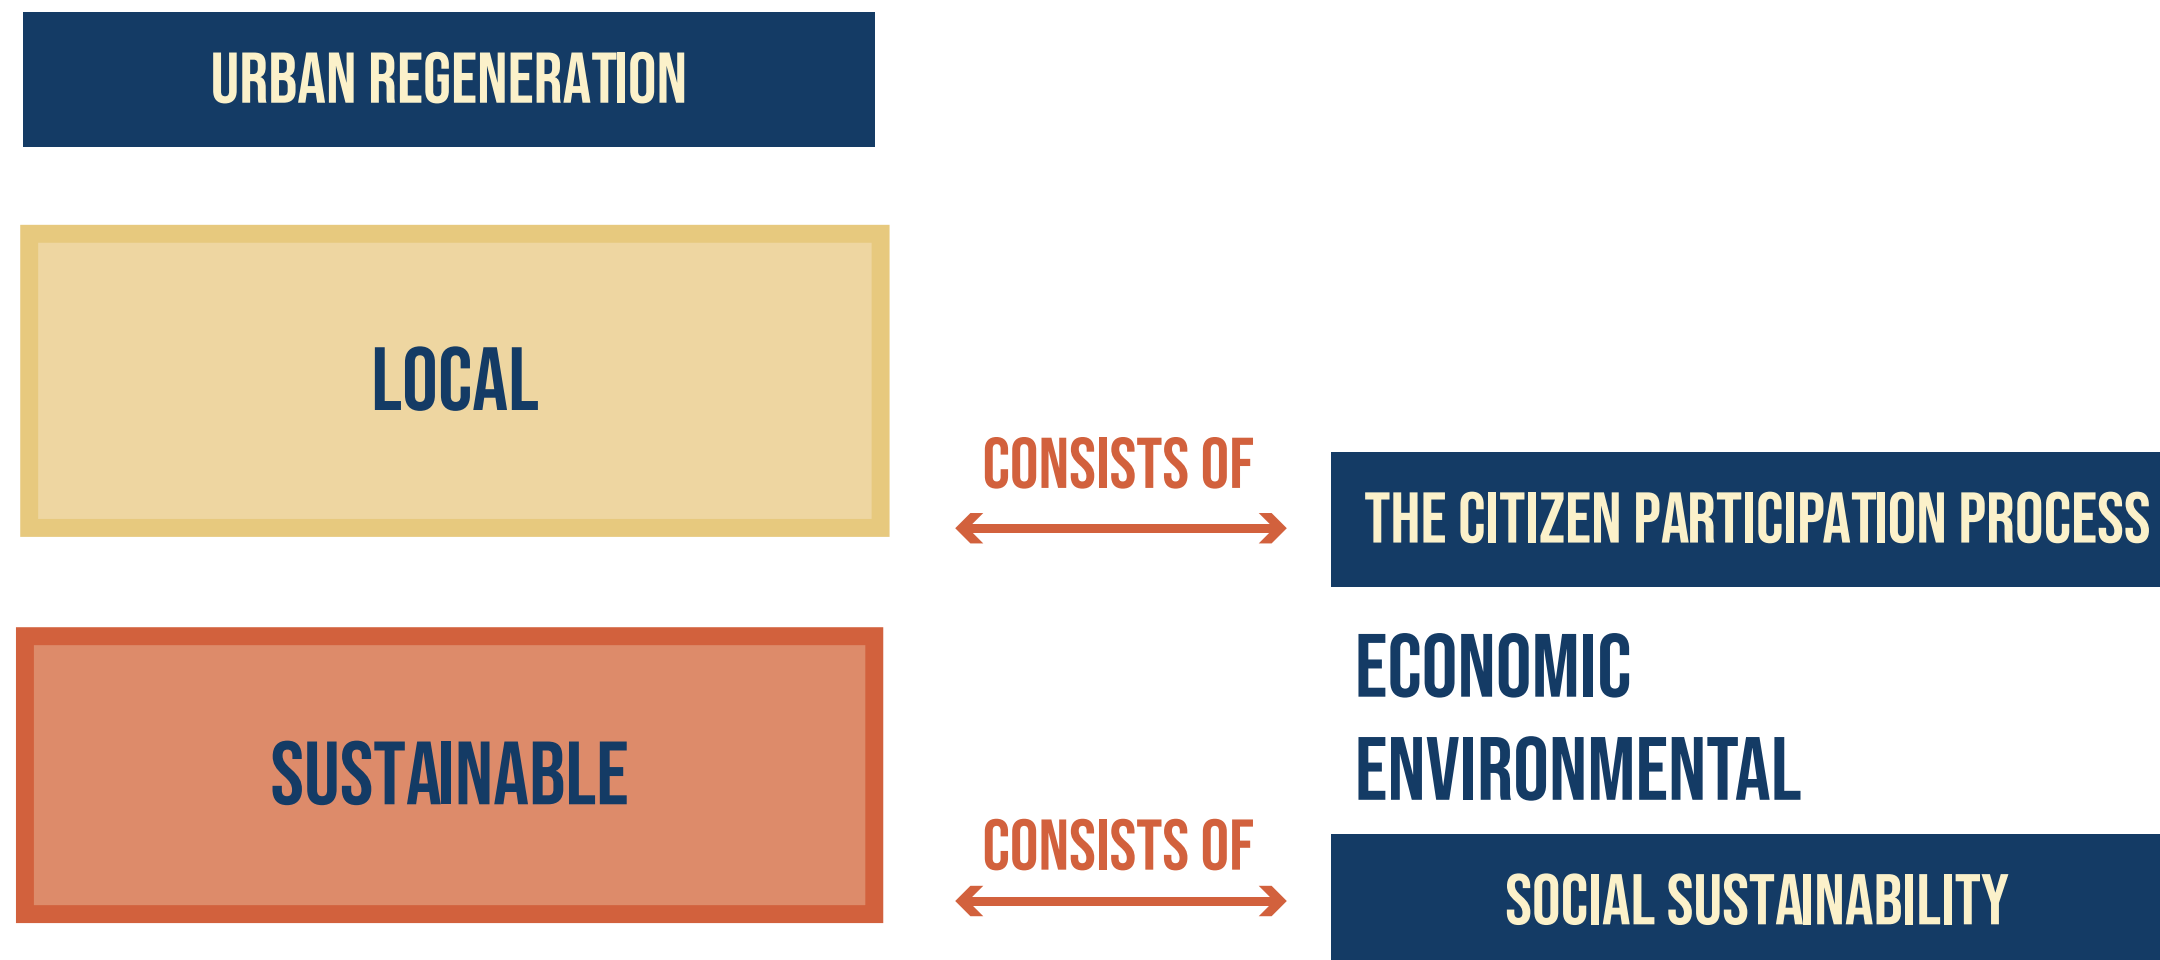 URBAN REGENERATION
LOCAL
CONSISTS OF
THE CITIZEN PARTICIPATION PROCESS
ECONOMIC
ENVIRONMENTAL
SUSTAINABLE
CONSISTS OF
SOCIAL SUSTAINABILITY